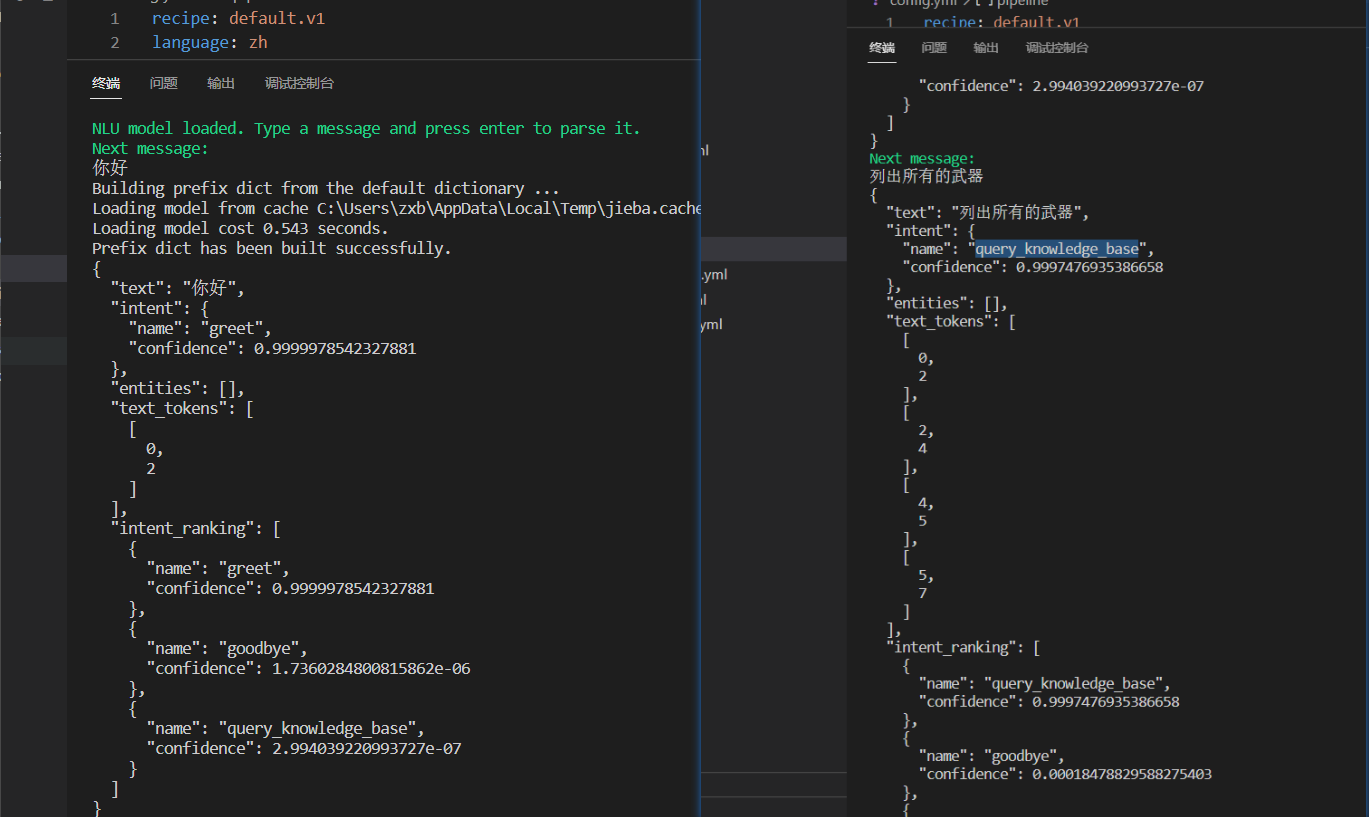 1 recipe: default.v1
2 language: zh
终端 问题 输出 调试控制台
NLU model loaded. Type a message and press enter to parse it.
Next message:
你好
Building prefix dict from the default dictionary ...
Loading model from cache C:\Users\zxb\AppData\Local\Temp\jieba.cache
Loading model cost 0.543 seconds.
Prefix dict has been built successfully.
{
"text": "你好",
"intent": {
"name": "greet",
"confidence": 0.9999978542327881
},
"entities": [],
"text_tokens": [
[
0,
2
]
],
"intent_ranking": [
{
"name": "greet",
"confidence": 0.9999978542327881
},
{
"name": "goodbye",
"confidence": 1.7360284800815862e-06
},
{
"name": "query_knowledge_base",
"confidence": 2.994039220993727e-07
}
]
}
.yml
yml
config.yml > [ ] pipeline
1 recipe: default.v1
终端 问题 输出 调试控制台
"confidence": 2.994039220993727e-07
}
]
}
Next message:
列出所有的武器
{
"text": "列出所有的武器",
"intent": {
"name": "query_knowledge_base",
"confidence": 0.9997476935386658
},
"entities": [],
"text_tokens": [
[
0,
2
],
[
2,
4
],
[
4,
5
],
[
5,
7
]
],
"intent_ranking": [
{
"name": "query_knowledge_base",
"confidence": 0.9997476935386658
},
{
"name": "goodbye",
"confidence": 0.00018478829588275403
},
{